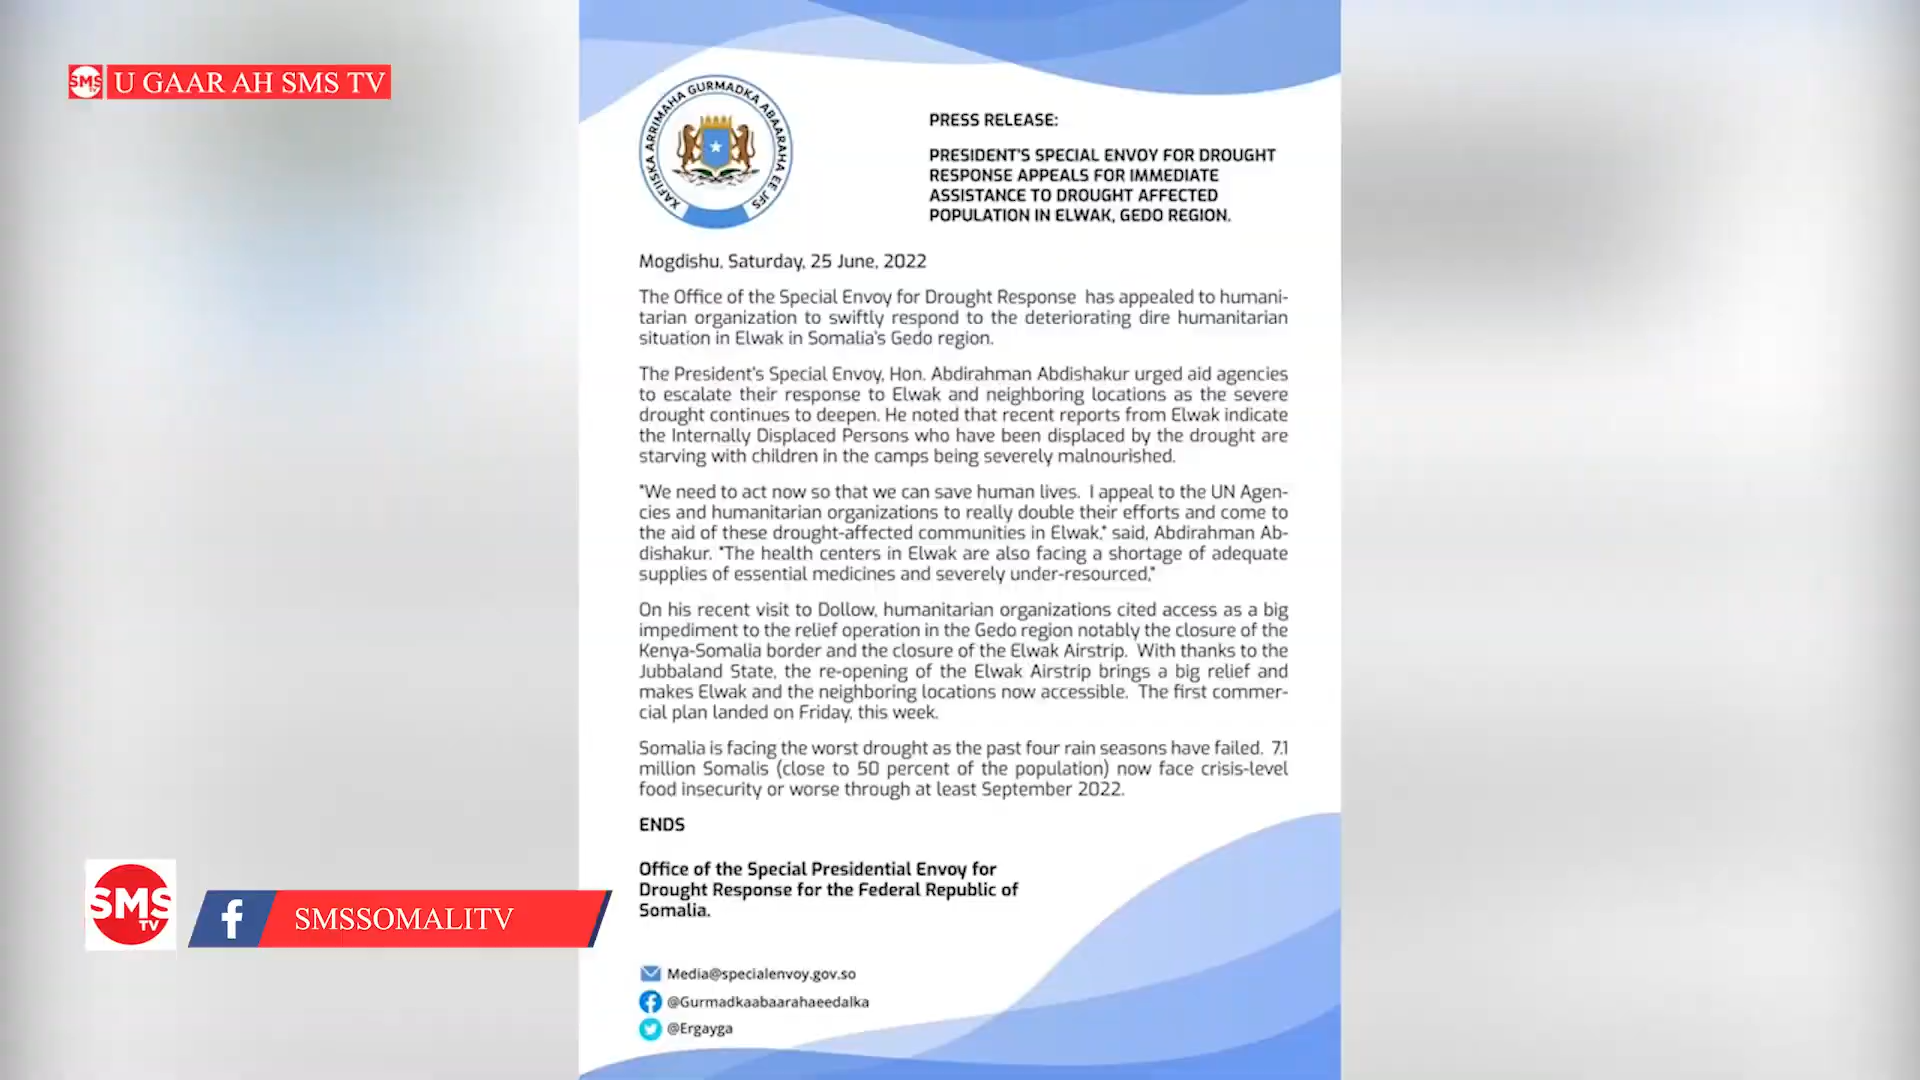 SMS TV U GAAR AH SMS TV
XAFIISKA ARRIMAHA GURMADKA ABAARAHA EE JFS
PRESS RELEASE:
PRESIDENT'S SPECIAL ENVOY FOR DROUGHT
RESPONSE APPEALS FOR IMMEDIATE
ASSISTANCE TO DROUGHT AFFECTED
POPULATION IN ELWAK, GEDO REGION.
Mogdishu, Saturday, 25 June, 2022
The Office of the Special Envoy for Drought Response has appealed to humani-
tarian organization to swiftly respond to the deteriorating dire humanitarian
situation in Elwak in Somalia's Gedo region.
The President's Special Envoy, Hon. Abdirahman Abdishakur urged aid agencies
to escalate their response to Elwak and neighboring locations as the severe
drought continues to deepen. He noted that recent reports from Elwak indicate
the Internally Displaced Persons who have been displaced by the drought are
starving with children in the camps being severely malnourished.
"We need to act now so that we can save human lives. I appeal to the UN Agen-
cies and humanitarian organizations to really double their efforts and come to
the aid of these drought-affected communities in Elwak," said, Abdirahman Ab-
dishakur. "The health centers in Elwak are also facing a shortage of adequate
supplies of essential medicines and severely under-resourced,"
On his recent visit to Dollow, humanitarian organizations cited access as a big
impediment to the relief operation in the Gedo region notably the closure of the
Kenya-Somalia border and the closure of the Elwak Airstrip. With thanks to the
Jubbaland State, the re-opening of the Elwak Airstrip brings a big relief and
makes Elwak and the neighboring locations now accessible. The first commer-
cial plan landed on Friday, this week.
Somalia is facing the worst drought as the past four rain seasons have failed. 7.1
million Somalis (close to 50 percent of the population) now face crisis-level
food insecurity or worse through at least September 2022.
ENDS
Office of the Special Presidential Envoy for
Drought Response for the Federal Republic of
Somalia.
Media@specialenvoy.gov.so
@Gurmadkaabaarahaeedalka
@Ergayga
SMS TV
f SMSSOMALITV